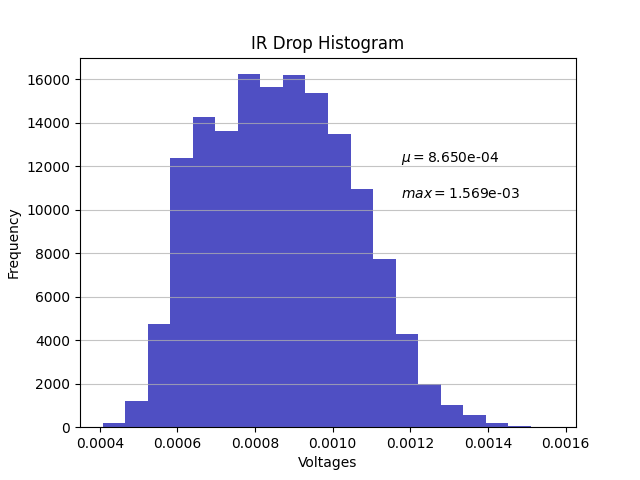 IR Drop Histogram
16000
14000
12000
10000
8000
6000
4000
2000
0
Frequency
μ = 8.650e-04
max = 1.569e-03
0.0004 0.0006 0.0008 0.0010 0.0012 0.0014 0.0016
Voltages